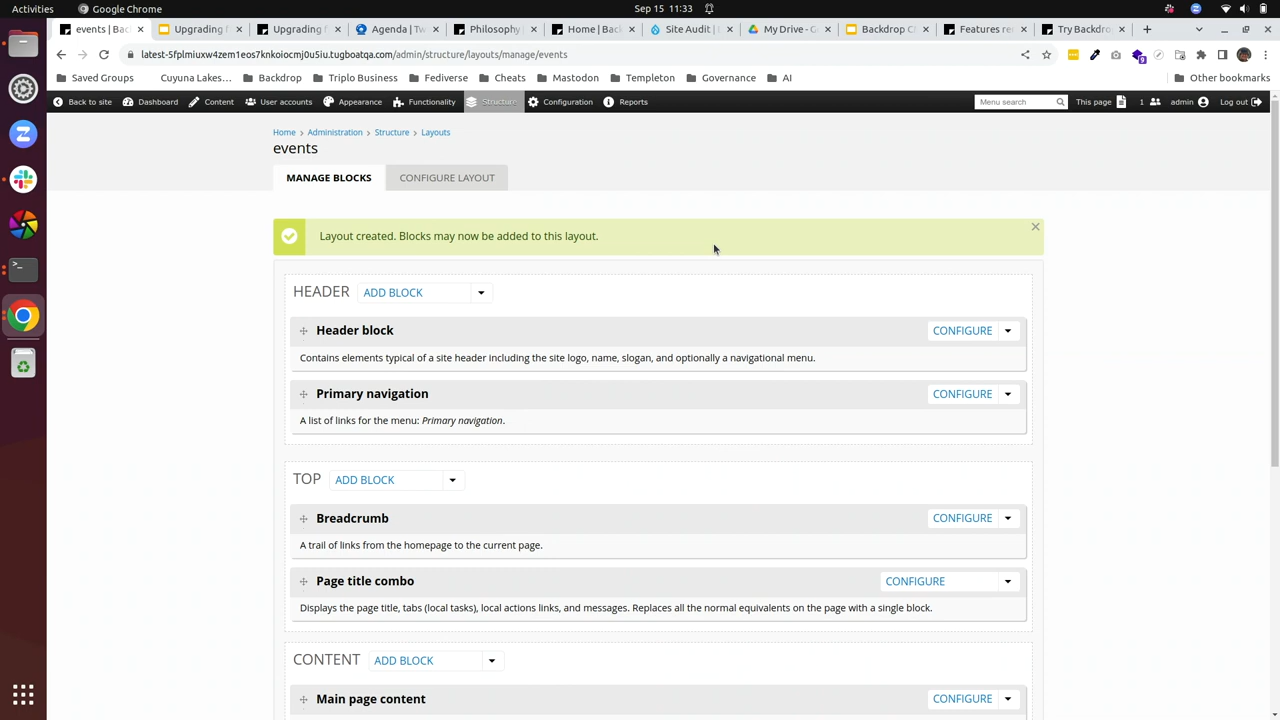 Activities
Google Chrome
Sep 15 11:33
events | Bac
Upgrading
Upgrading
Agenda | Tw
Philosophy
Home | Back
Site Audit |
My Drive - G
Backdrop C
Features re
Try Backdro
latest-5fplmiuxw4zem1eos7knkoiocmj0u5iu.tugboatqa.com/admin/structure/layouts/manage/events
9
Saved Groups
Cuyuna Lakes...
Backdrop
Triplo Business
Fediverse
Cheats
Mastodon
Templeton
Governance
AI
Other bookmarks
Back to site
Dashboard
Content
User accounts
Appearance
Functionality
Structure
Configuration
Reports
Menu search
This page
1
admin
Log out
Home > Administration > Structure > Layouts
events
MANAGE BLOCKS
CONFIGURE LAYOUT
Layout created. Blocks may now be added to this layout.
HEADER ADD BLOCK
Header block CONFIGURE
Contains elements typical of a site header including the site logo, name, slogan, and optionally a navigational menu.
Primary navigation CONFIGURE
A list of links for the menu: Primary navigation.
TOP ADD BLOCK
Breadcrumb CONFIGURE
A trail of links from the homepage to the current page.
Page title combo CONFIGURE
Displays the page title, tabs (local tasks), local actions links, and messages. Replaces all the normal equivalents on the page with a single block.
CONTENT ADD BLOCK
Main page content CONFIGURE